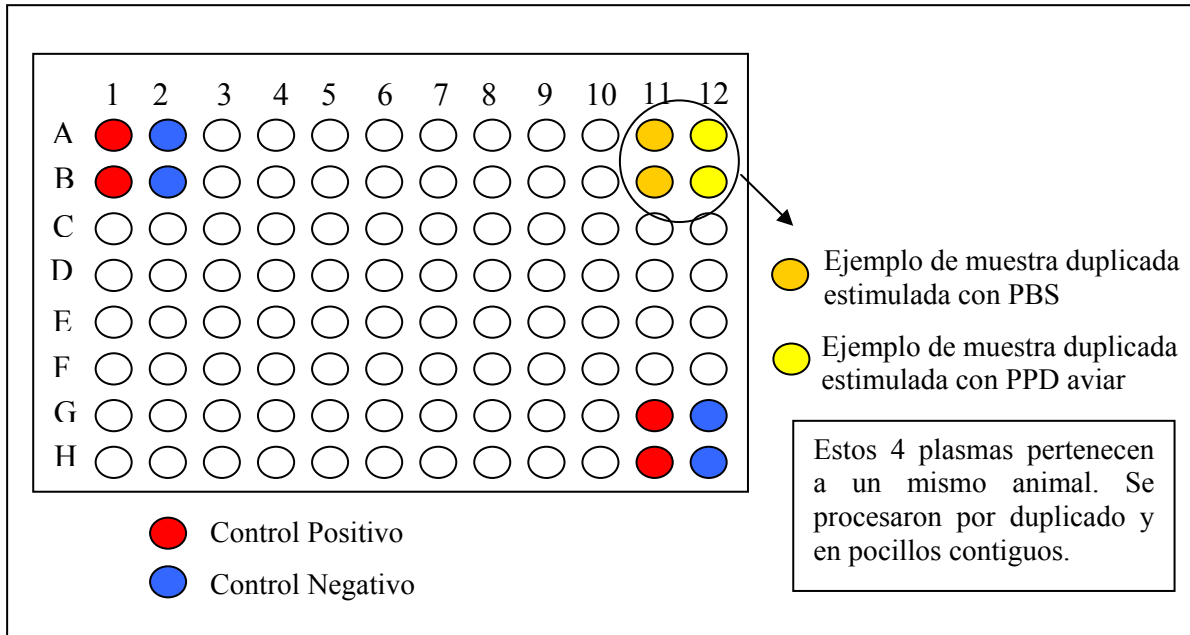 1 2 3 4 5 6 7 8 9 10 11 12
A
B
C
D
E
F
G
H
Ejemplo de muestra duplicada
estimulada con PBS
Ejemplo de muestra duplicada
estimulada con PPD aviar
Estos 4 plasmas pertenecen
a un mismo animal. Se
procesaron por duplicado y
en pocillos contiguos.
Control Positivo
Control Negativo